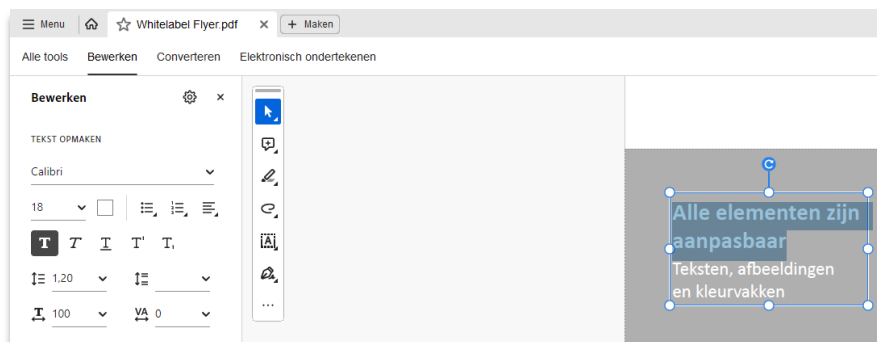 Menu
Whitelabel Flyer.pdf
Maken
Alle tools Bewerken Converteren Elektronisch ondertekenen
Bewerken
TEKST OPMAKEN
Calibri
18
T T T T' T,
1,20
100 VA 0
Alle elementen zijn
aanpasbaar
Teksten, afbeeldingen
en kleurvakken